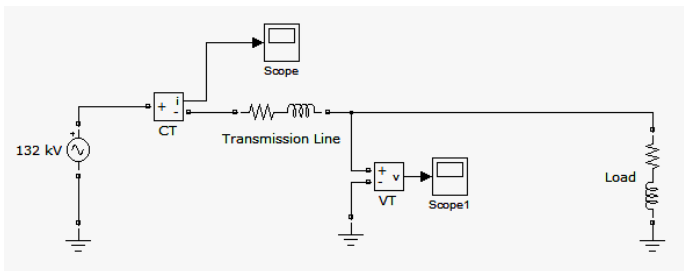 Scope
+ i
-
CT
Transmission Line
+
132 kV
+ v
-
VT
Scope1
Load